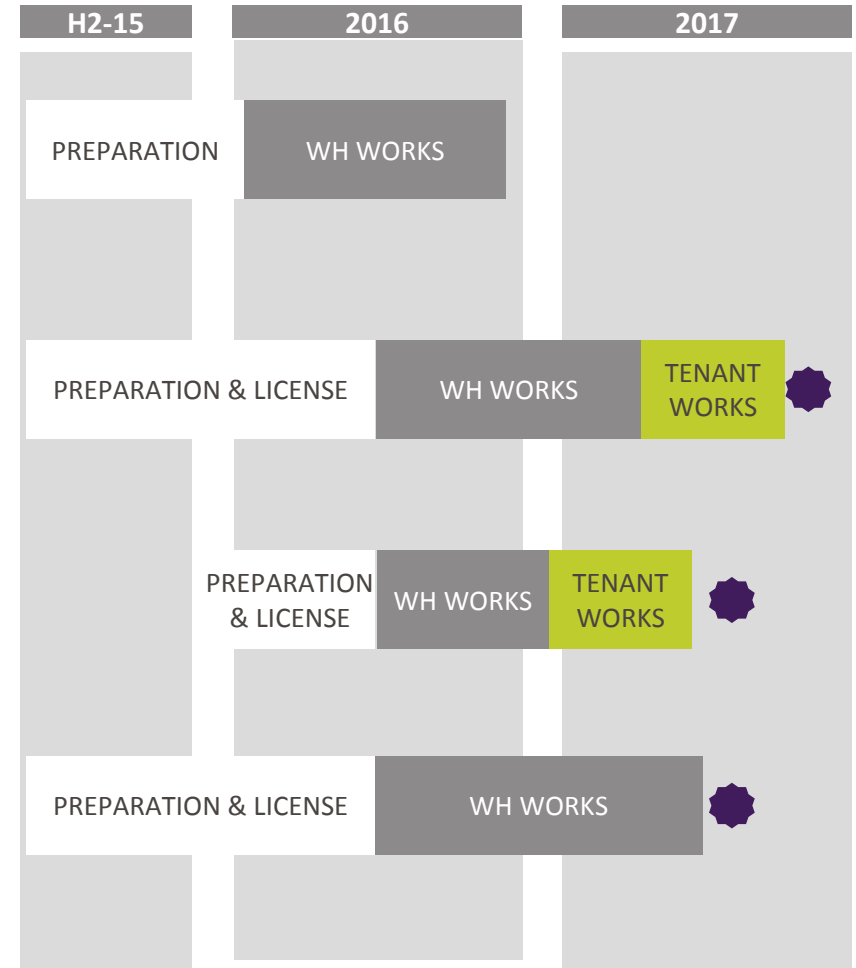 H2-15 2016 2017
PREPARATION WH WORKS
PREPARATION & LICENSE WH WORKS TENANT
WORKS
PREPARATION
& LICENSE WH WORKS TENANT
WORKS
PREPARATION & LICENSE WH WORKS